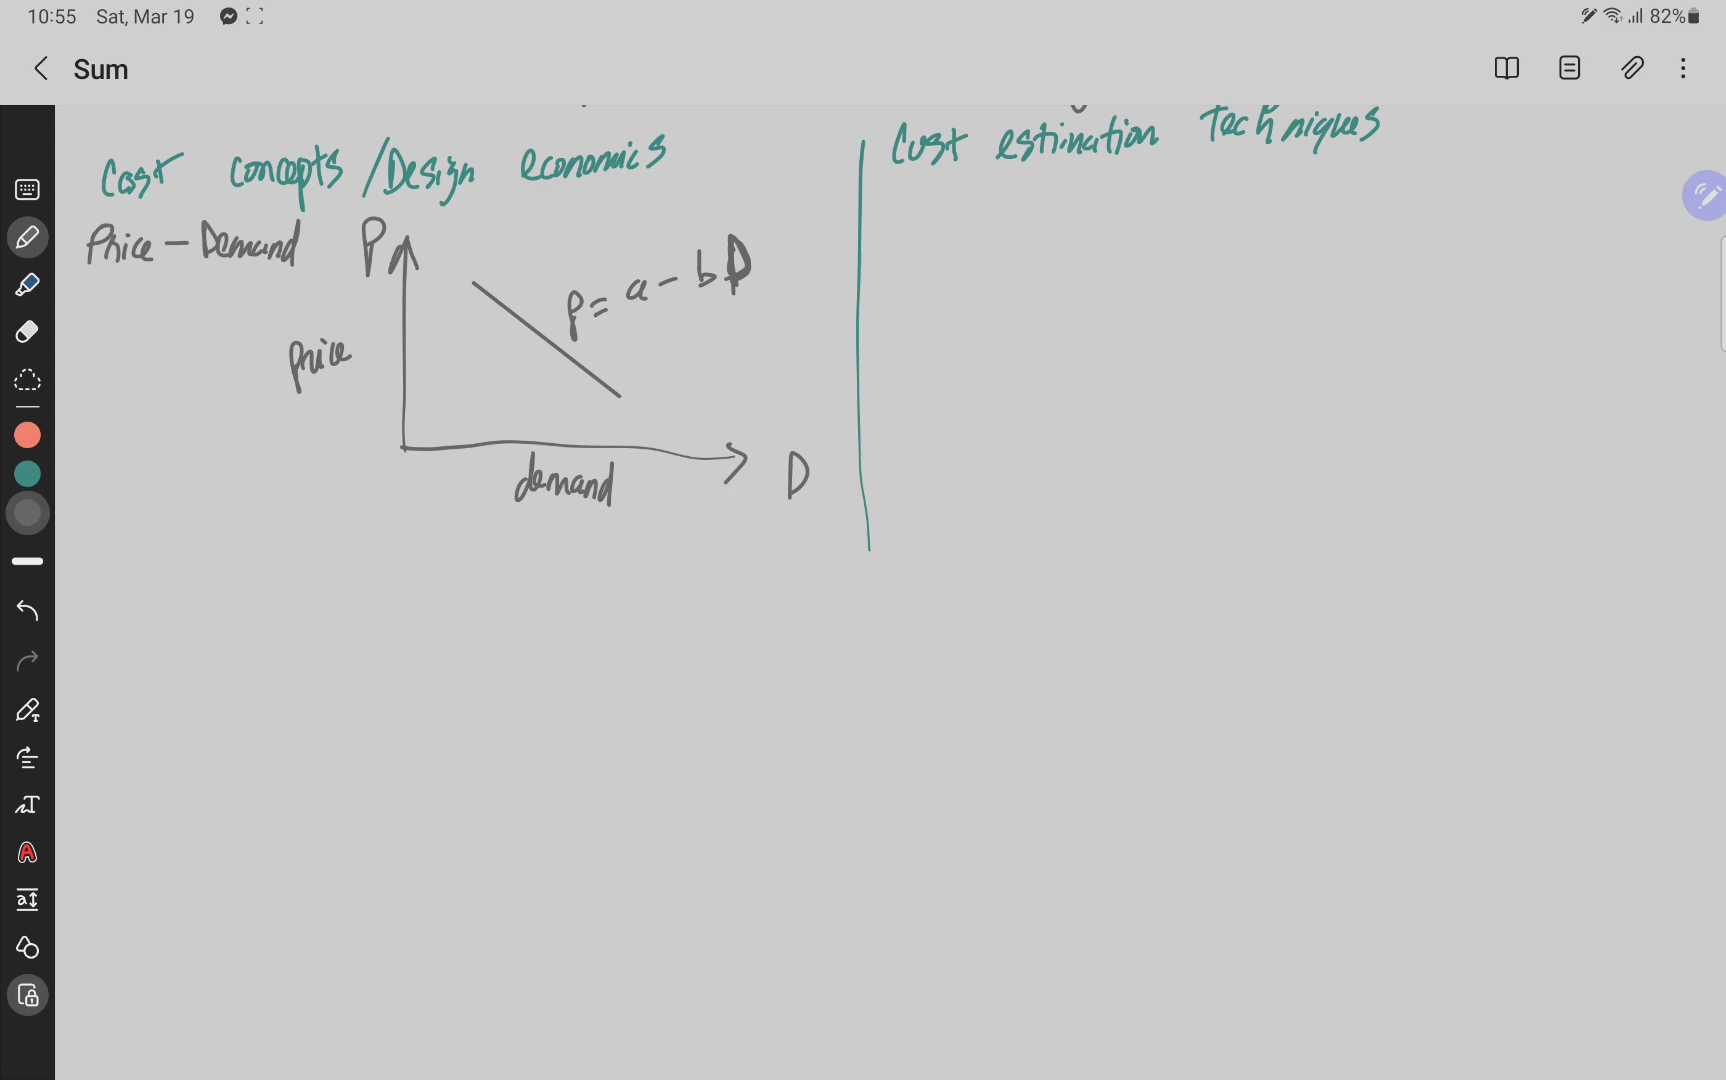 10:55 Sat, Mar 19
82%
Sum
Cost concepts / Design economics
Price - Demand
P
P = a - bD
price
demand
D
Cost estimation Techniques